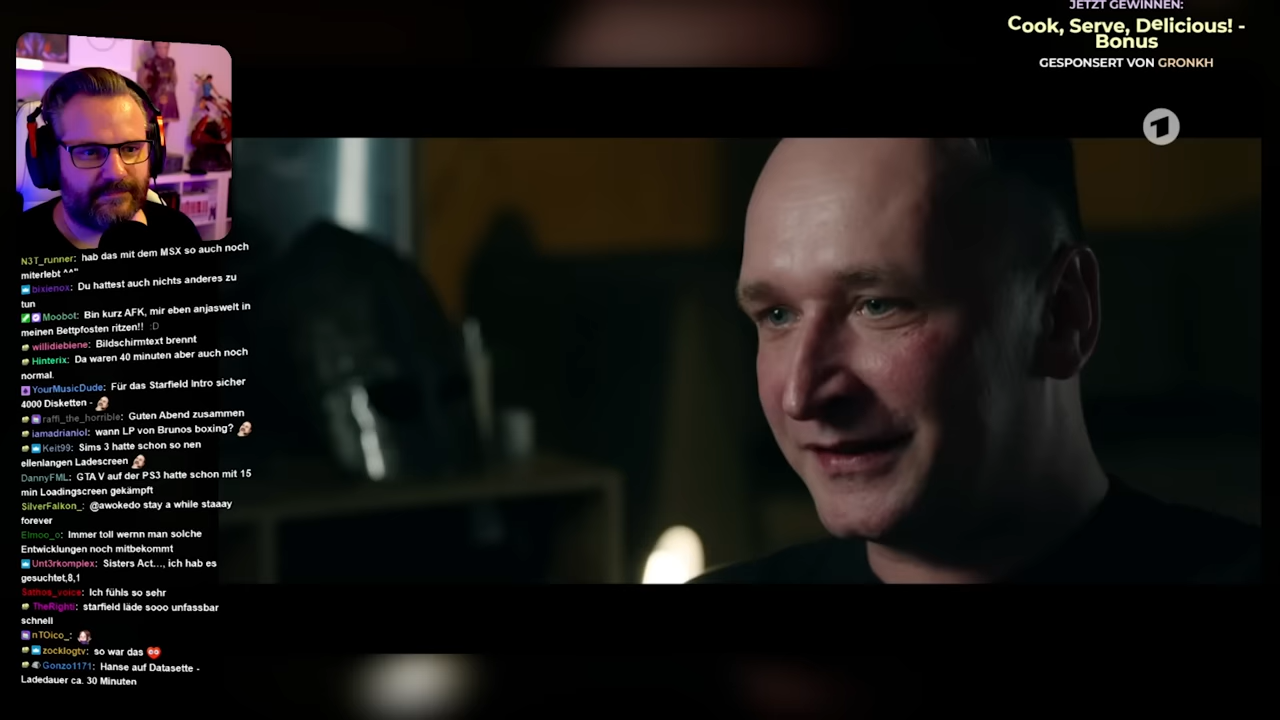 JETZT GEWINNEN:
Cook, Serve, Delicious! -
Bonus
GESPONSERT VON GRONKH
1
N3T_runner: hab das mit dem MSX so auch noch
miterlebt ^^"
bixienox: Du hattest auch nichts anderes zu
tun
Moobot: Bin kurz AFK, mir eben anjaswelt in
meinen Bettpfosten ritzen!! :D
willidiebiene: Bildschirmtext brennt
Hinterix: Da waren 40 minuten aber auch noch
normal.
YourMusicDude: Für das Starfield Intro sicher
4000 Disketten -
raffi_the_horrible: Guten Abend zusammen
iamadrianlol: wann LP von Brunos boxing?
Keit99: Sims 3 hatte schon so nen
ellenlangen Ladescreen
DannyFML: GTA V auf der PS3 hatte schon mit 15
min Loadingscreen gekämpft
SilverFalkon_: @awokedo stay a while staaay
forever
Elmoo_o: Immer toll wernn man solche
Entwicklungen noch mitbekommt
Unt3rkomplex: Sisters Act..., ich hab es
gesuchtet,8,1
Sathos_voice: Ich fühls so sehr
TheRighti: starfield läde sooo unfassbar
schnell
nTOico_:
zocklogtv: so war das
Gonzo1171: Hanse auf Datasette -
Ladedauer ca. 30 Minuten